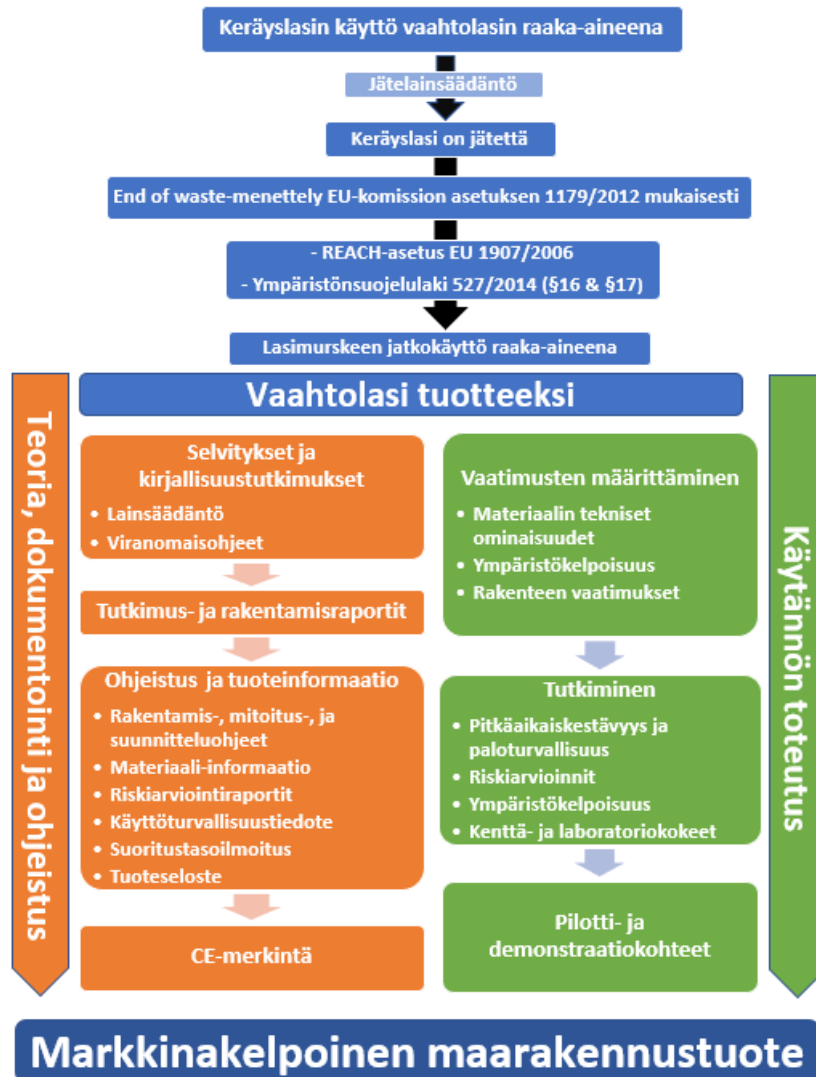 Keräyslasin käyttö vaahtolasin raaka-aineena
Jätelainsäädäntö
Keräyslasi on jätettä
End of waste-menettely EU-komission asetuksen 1179/2012 mukaisesti
- REACH-asetus EU 1907/2006
- Ympäristönsuojelulaki 527/2014 (§16 & §17)
Lasimurskeen jatkokäyttö raaka-aineena
Vaahtolasi tuotteeksi
Teoria, dokumentointi ja ohjeistus
Selvitykset ja
kirjallisuustutkimukset
• Lainsäädäntö
• Viranomaisohjeet
Tutkimus- ja rakentamisraportit
Ohjeistus ja tuoteinformaatio
• Rakentamis-, mitoitus-, ja
suunnitteluohjeet
• Materiaali-informaatio
• Riskiarviointiraportit
• Käyttöturvallisuustiedote
• Suoritustasoilmoitus
• Tuoteseloste
CE-merkintä
Vaatimusten määrittäminen
• Materiaalin tekniset
ominaisuudet
• Ympäristökelpoisuus
• Rakenteen vaatimukset
Tutkiminen
• Pitkäaikaiskestävyys ja
paloturvallisuus
• Riskiarvioinnit
• Ympäristökelpoisuus
• Kenttä- ja laboratoriokokeet
Pilotti- ja
demonstraatiokohteet
Käytännön toteutus
Markkinakelpoinen maarakennustuote